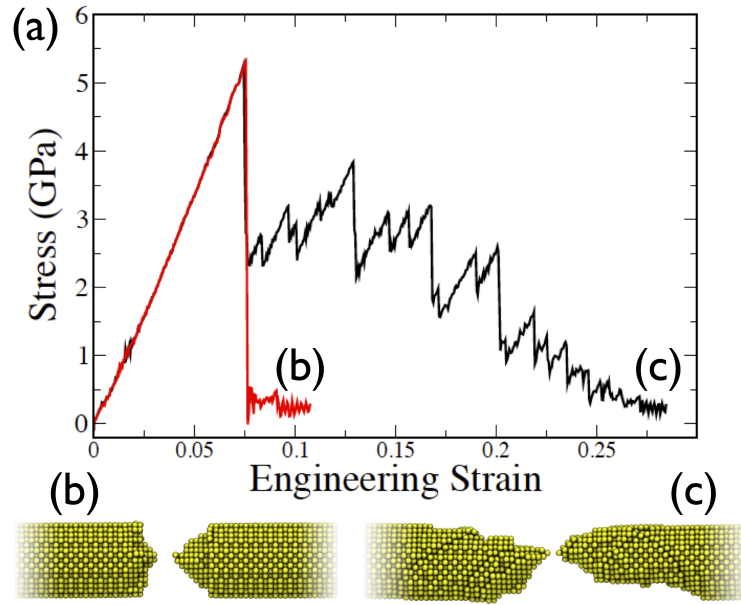 (a)
6
5
4
3
2
1
0
Stress (GPa)
(b)
(c)
0
0.05
0.1
0.15
0.2
0.25
Engineering Strain
(b)
(c)